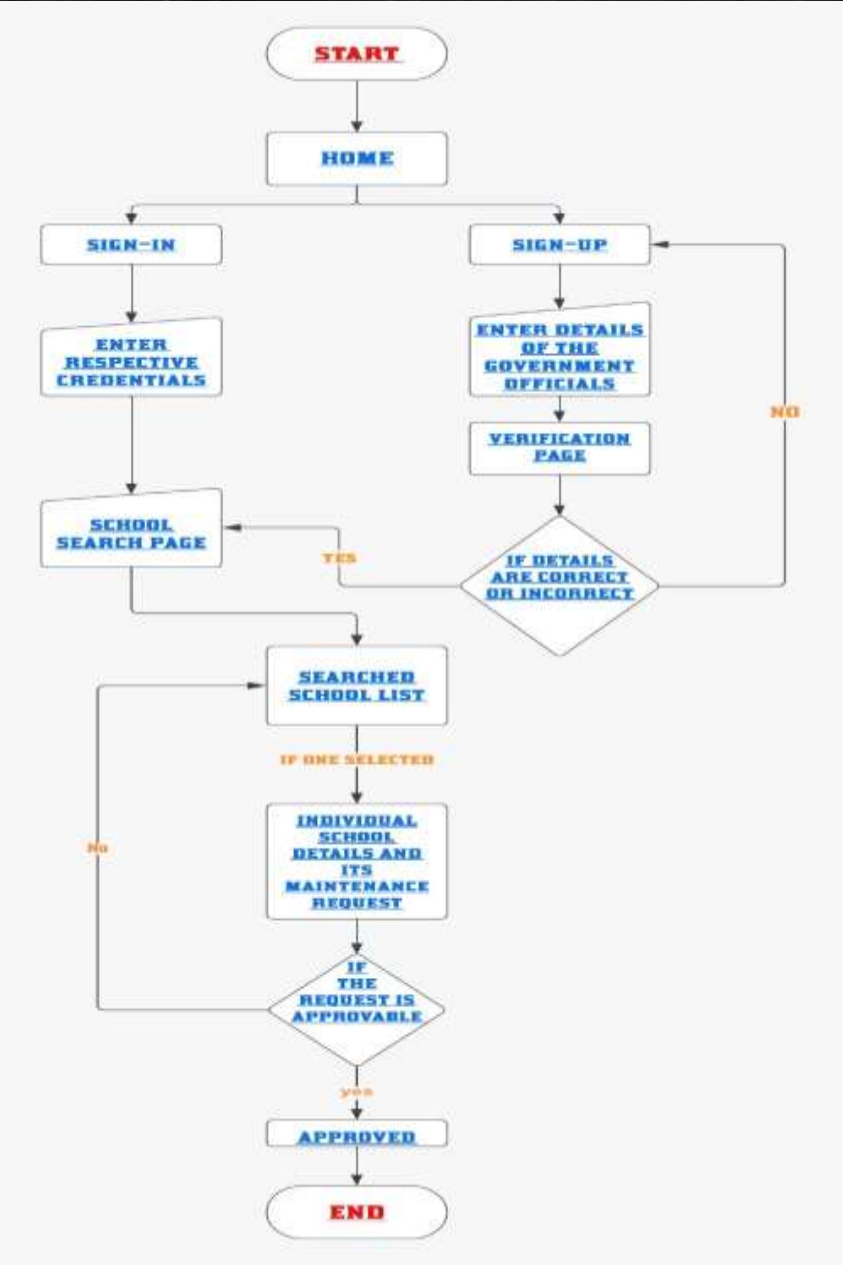 START
HOME
SIGN-IN
SIGN-UP
ENTER
RESPECTIVE
CREDENTIALS
ENTER DETAILS
OF THE
GOVERNMENT
OFFICIALS
NO
VERIFICATION
PAGE
SCHOOL
SEARCH PAGE
YES
IF DETAILS
ARE CORRECT
OR INCORRECT
SEARCHED
SCHOOL LIST
IF ONE SELECTED
INDIVIDUAL
SCHOOL
DETAILS AND
ITS
MAINTENANCE
REQUEST
No
IF
THE
REQUEST IS
APPROVABLE
yes
APPROVED
END